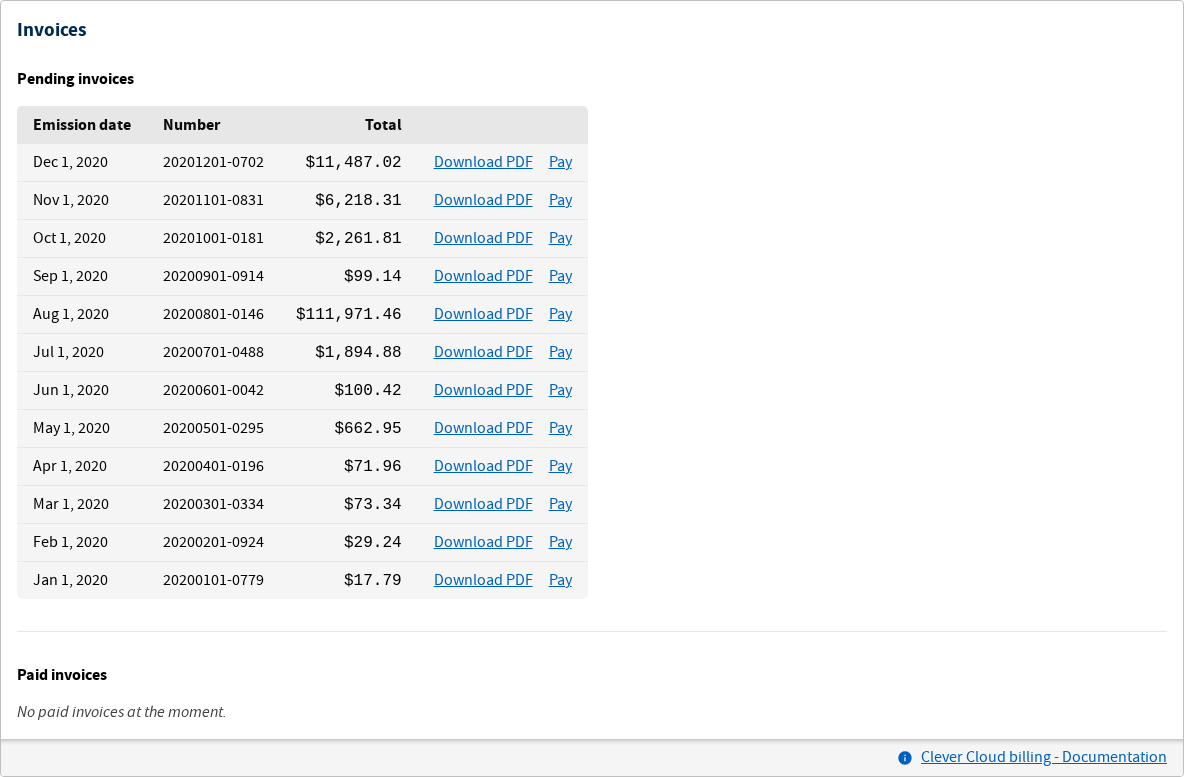 Invoices
Pending invoices
Emission date Number Total
Dec 1, 2020 20201201-0702 $11,487.02 Download PDF Pay
Nov 1, 2020 20201101-0831 $6,218.31 Download PDF Pay
Oct 1, 2020 20201001-0181 $2,261.81 Download PDF Pay
Sep 1, 2020 20200901-0914 $99.14 Download PDF Pay
Aug 1, 2020 20200801-0146 $111,971.46 Download PDF Pay
Jul 1, 2020 20200701-0488 $1,894.88 Download PDF Pay
Jun 1, 2020 20200601-0042 $100.42 Download PDF Pay
May 1, 2020 20200501-0295 $662.95 Download PDF Pay
Apr 1, 2020 20200401-0196 $71.96 Download PDF Pay
Mar 1, 2020 20200301-0334 $73.34 Download PDF Pay
Feb 1, 2020 20200201-0924 $29.24 Download PDF Pay
Jan 1, 2020 20200101-0779 $17.79 Download PDF Pay
Paid invoices
No paid invoices at the moment.
Clever Cloud billing - Documentation